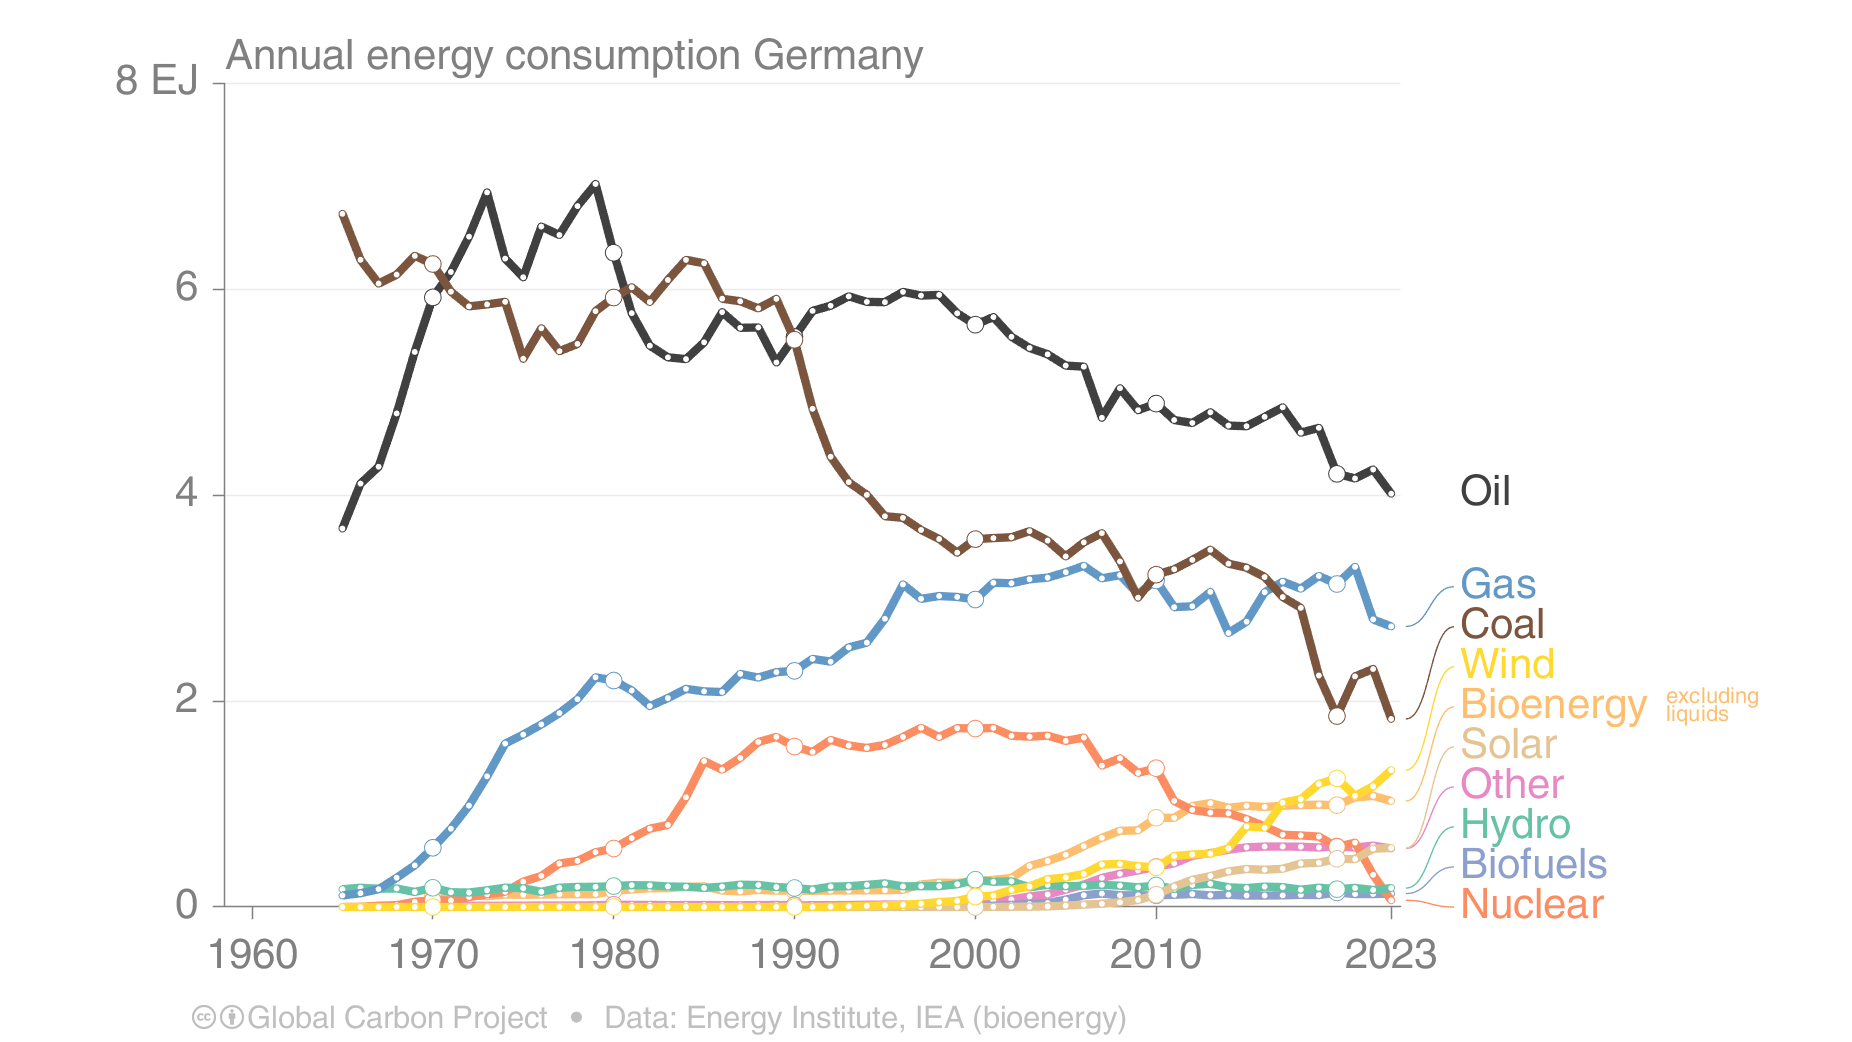 Annual energy consumption Germany
8 EJ
6
4
2
0
Oil
Gas
Coal
Wind
Bioenergy excluding liquids
Solar
Other
Hydro
Biofuels
Nuclear
1960 1970 1980 1990 2000 2010 2023
cc Global Carbon Project • Data: Energy Institute, IEA (bioenergy)